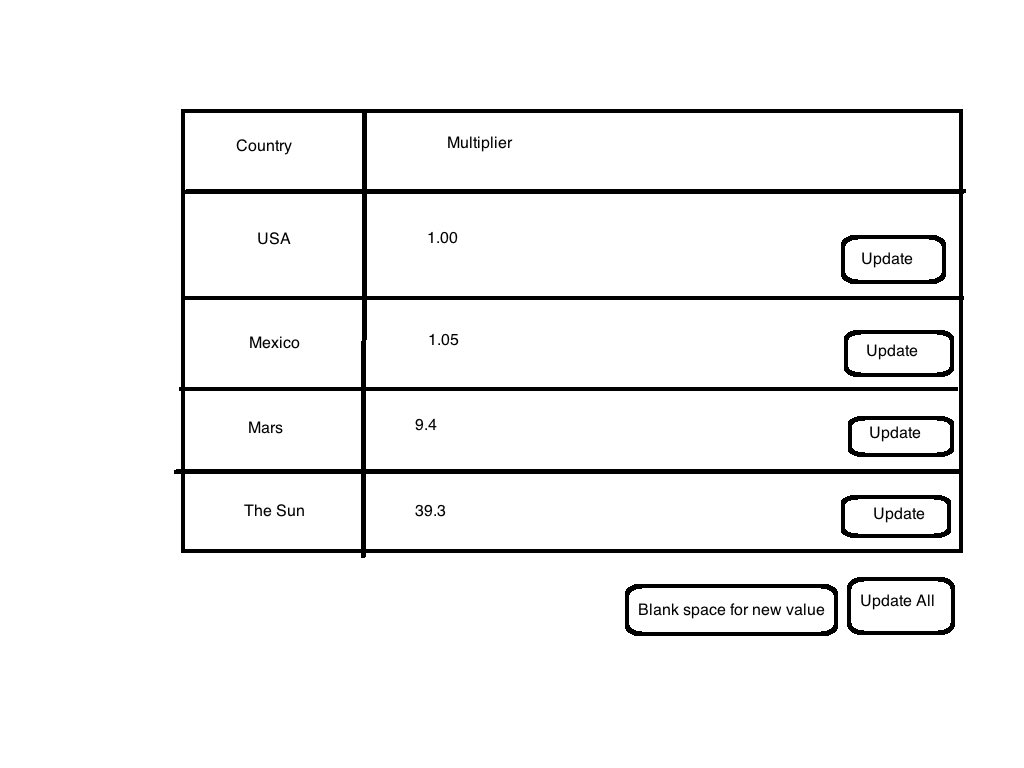 Country Multiplier
USA 1.00 Update
Mexico 1.05 Update
Mars 9.4 Update
The Sun 39.3 Update
Blank space for new value Update All